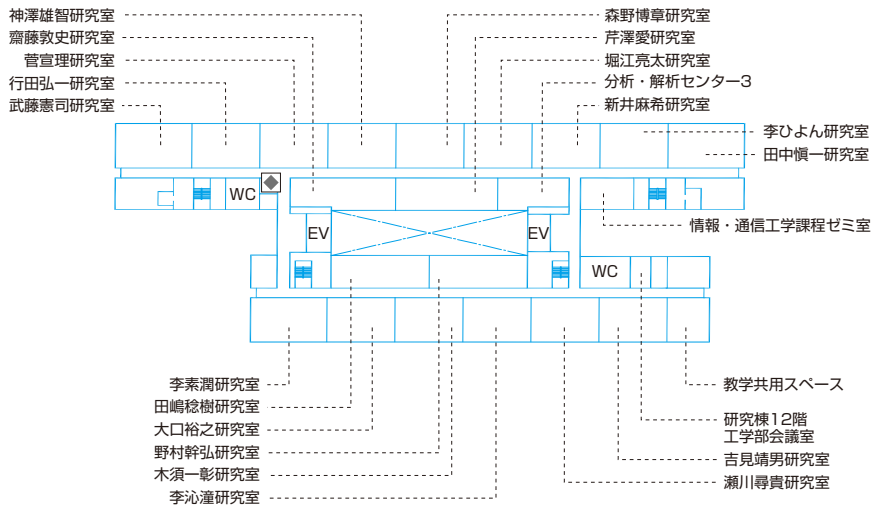 神澤雄智研究室
齋藤敦史研究室
菅宣理研究室
行田弘一研究室
武藤憲司研究室
森野博章研究室
芹澤愛研究室
堀江亮太研究室
分析・解析センター3
新井麻希研究室
李ひよん研究室
田中愼一研究室
WC
EV
EV
情報・通信工学課程ゼミ室
WC
李素潤研究室
田嶋稔樹研究室
大口裕之研究室
野村幹弘研究室
木須一彰研究室
李沁潼研究室
教学共用スペース
研究棟12階
工学部会議室
吉見靖男研究室
瀬川尋貴研究室